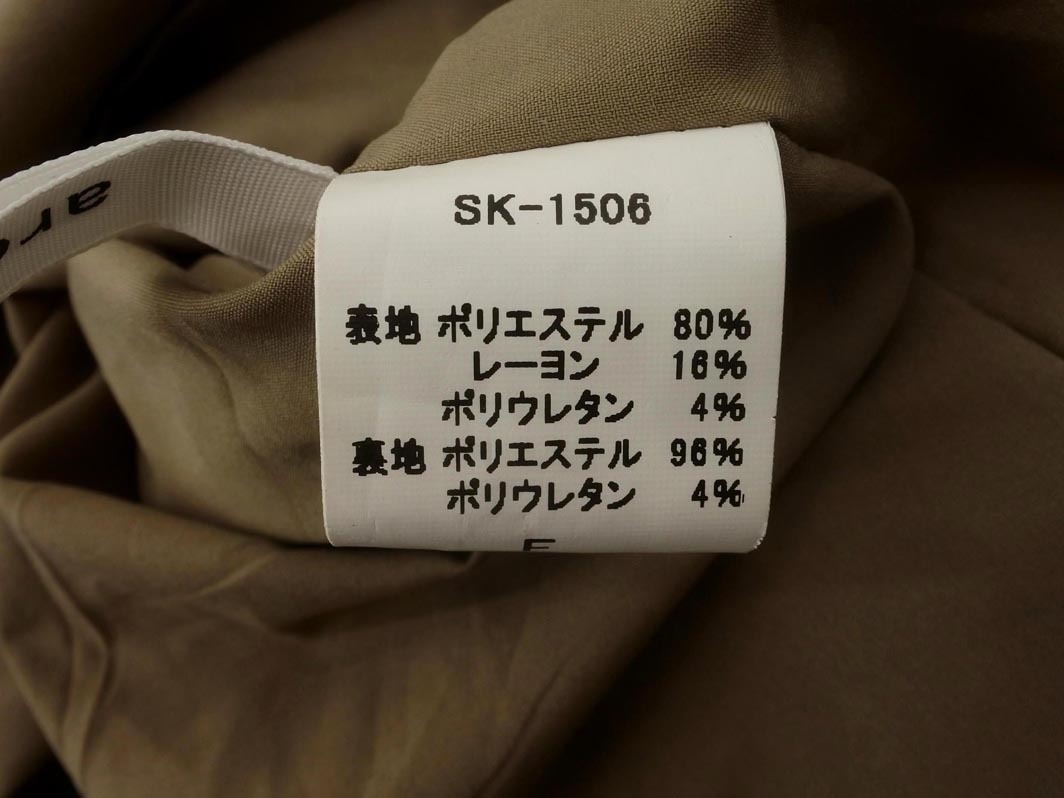 SK-1506
表地 ポリエステル 80%
レーヨン 16%
ポリウレタン 4%
裏地 ポリエステル 96%
ポリウレタン 4%